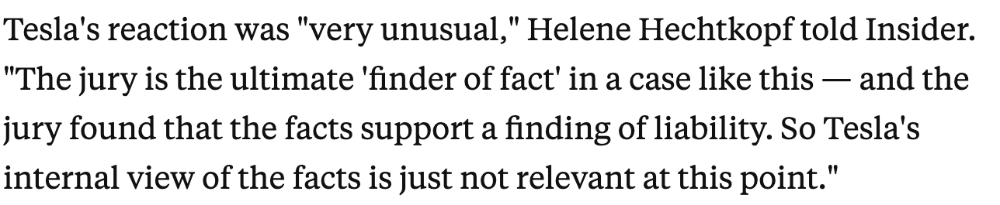 Tesla's reaction was "very unusual," Helene Hechtkopf told Insider.
"The jury is the ultimate 'finder of fact' in a case like this — and the
jury found that the facts support a finding of liability. So Tesla's
internal view of the facts is just not relevant at this point."